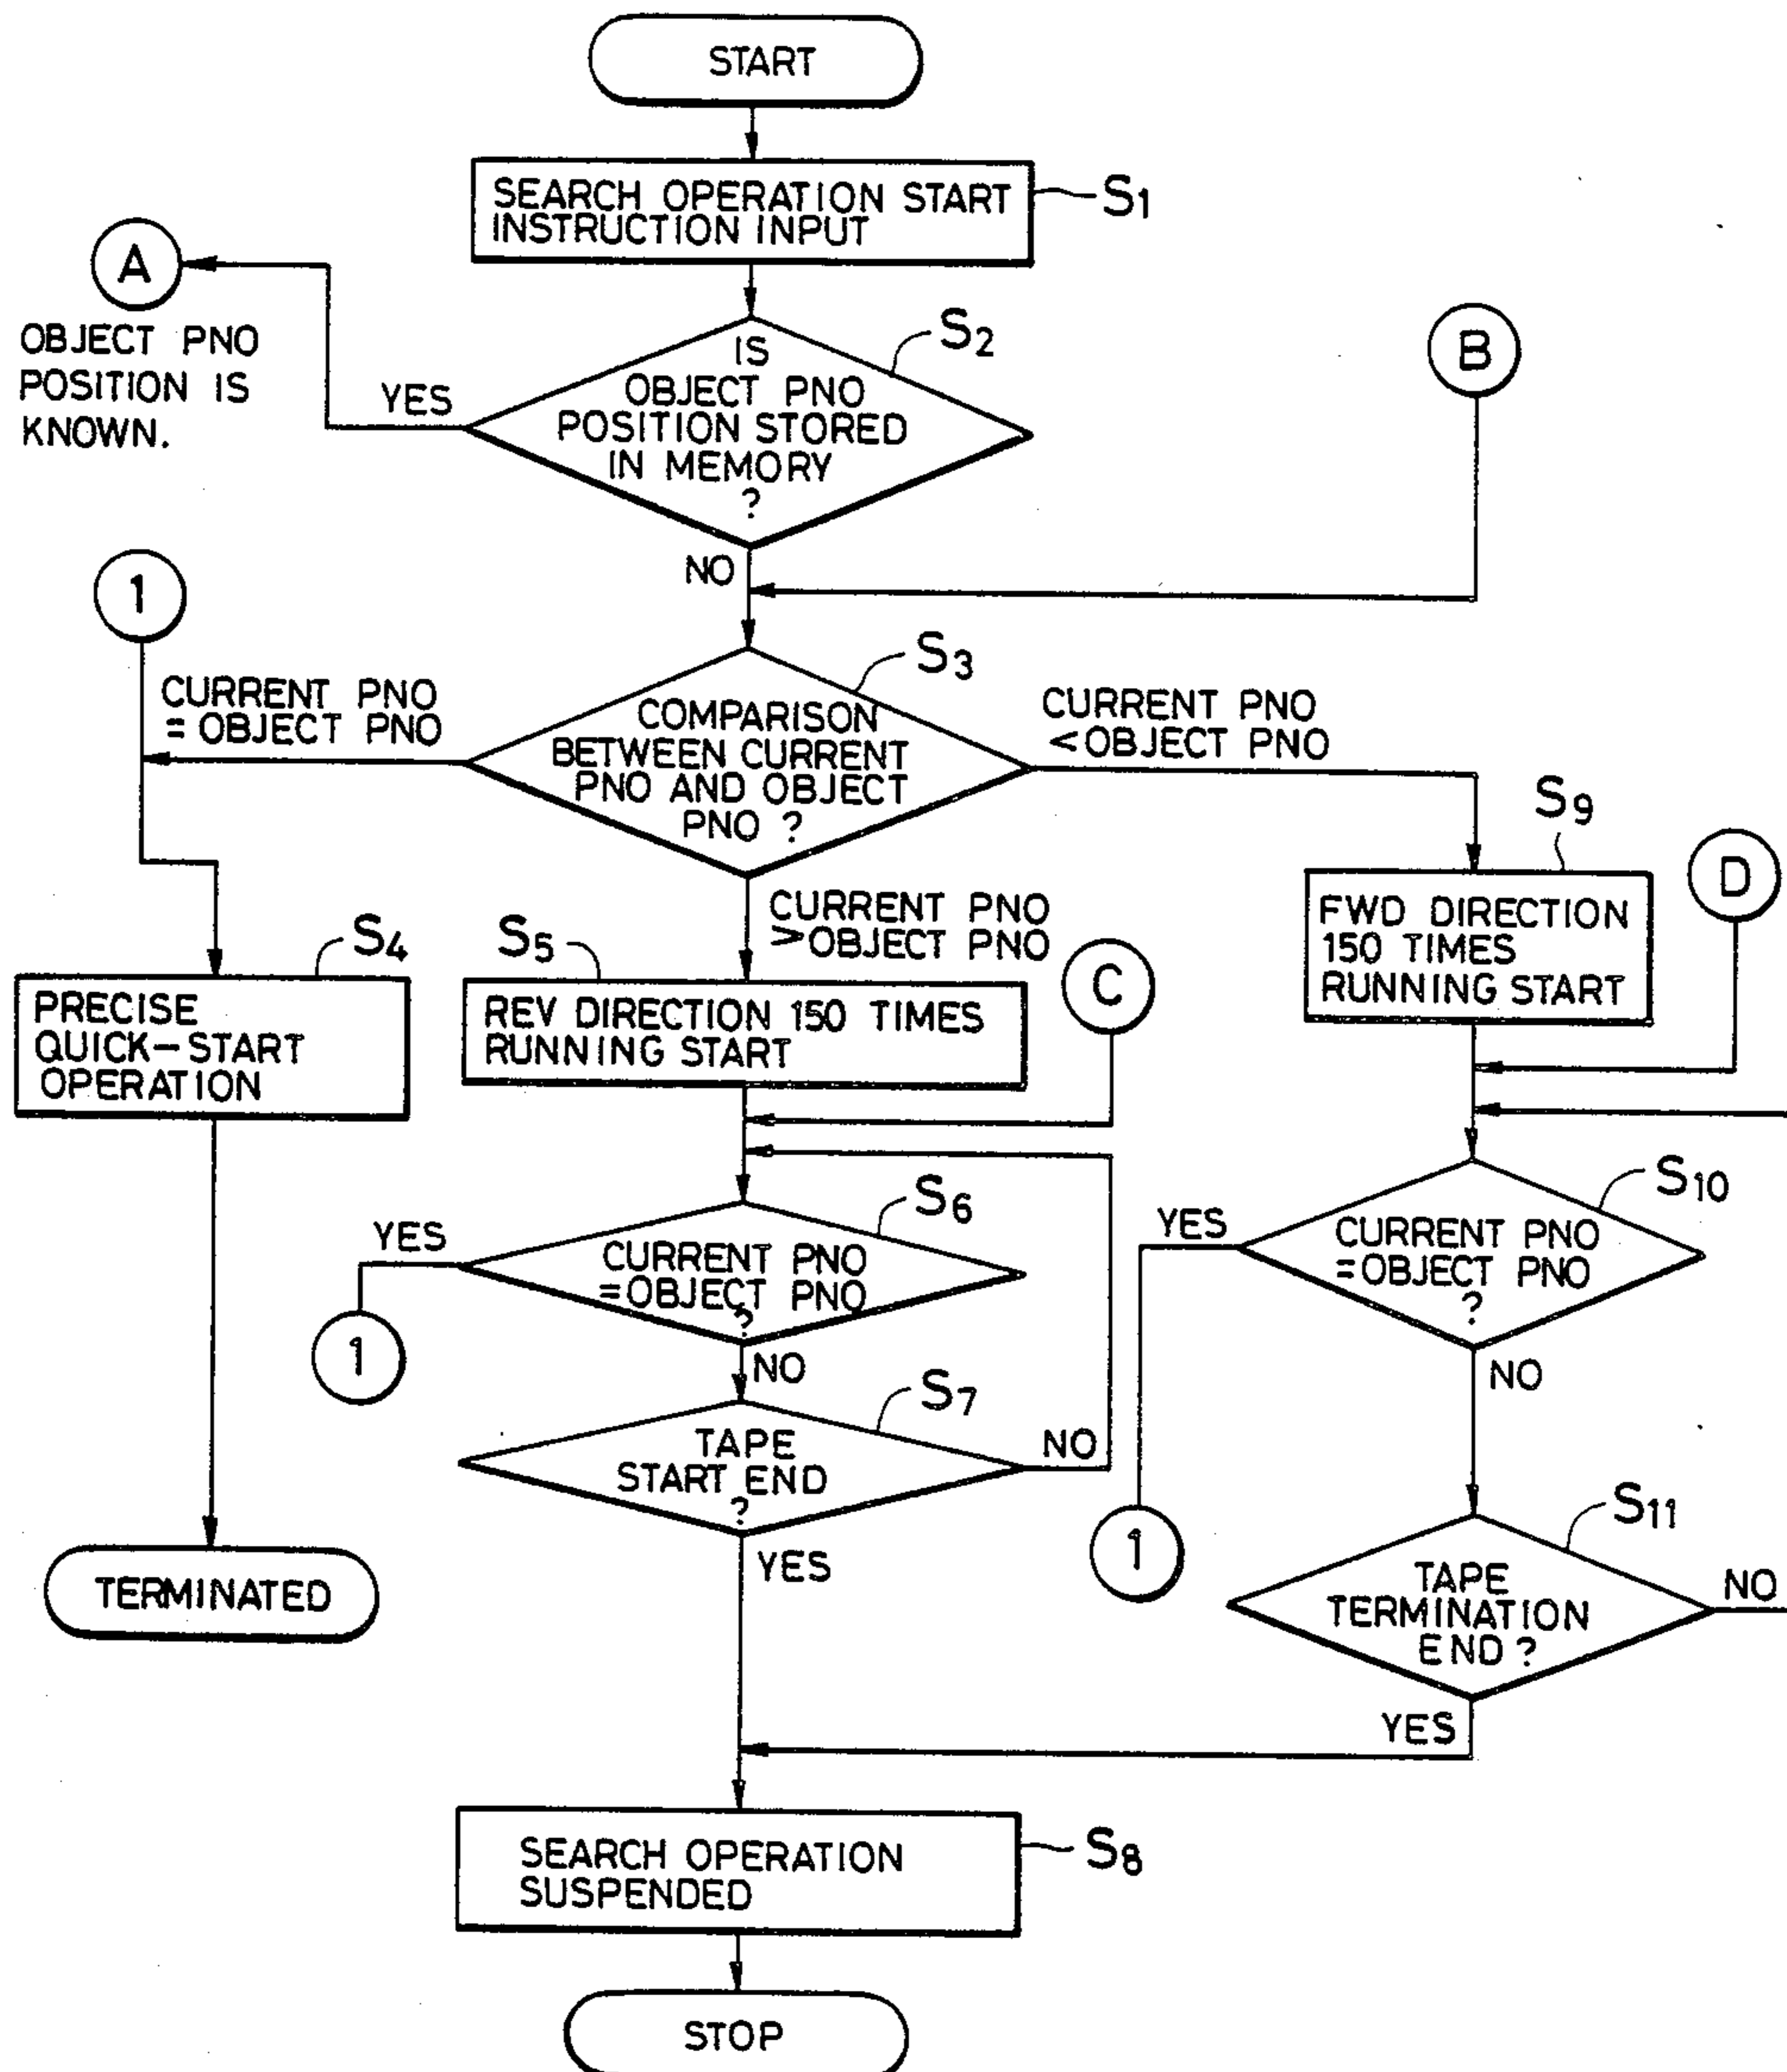 START
SEARCH OPERATION START
INSTRUCTION INPUT
S1
A
OBJECT PNO
POSITION IS
KNOWN.
YES
IS
OBJECT PNO
POSITION STORED
IN MEMORY
?
S2
B
NO
1
CURRENT PNO
= OBJECT PNO
COMPARISON
BETWEEN CURRENT
PNO AND OBJECT
PNO ?
S3
CURRENT PNO
<OBJECT PNO
S9
D
FWD DIRECTION
150 TIMES
RUNNING START
CURRENT PNO
>OBJECT PNO
S4
PRECISE
QUICK-START
OPERATION
S5
REV DIRECTION 150 TIMES
RUNNING START
C
S6
YES
CURRENT PNO
=OBJECT PNO
?
1
NO
S10
YES
CURRENT PNO
=OBJECT PNO
?
NO
S7
TAPE
START END
?
NO
YES
1
S11
TAPE
TERMINATION
END ?
NO
YES
TERMINATED
SEARCH OPERATION
SUSPENDED
S8
STOP